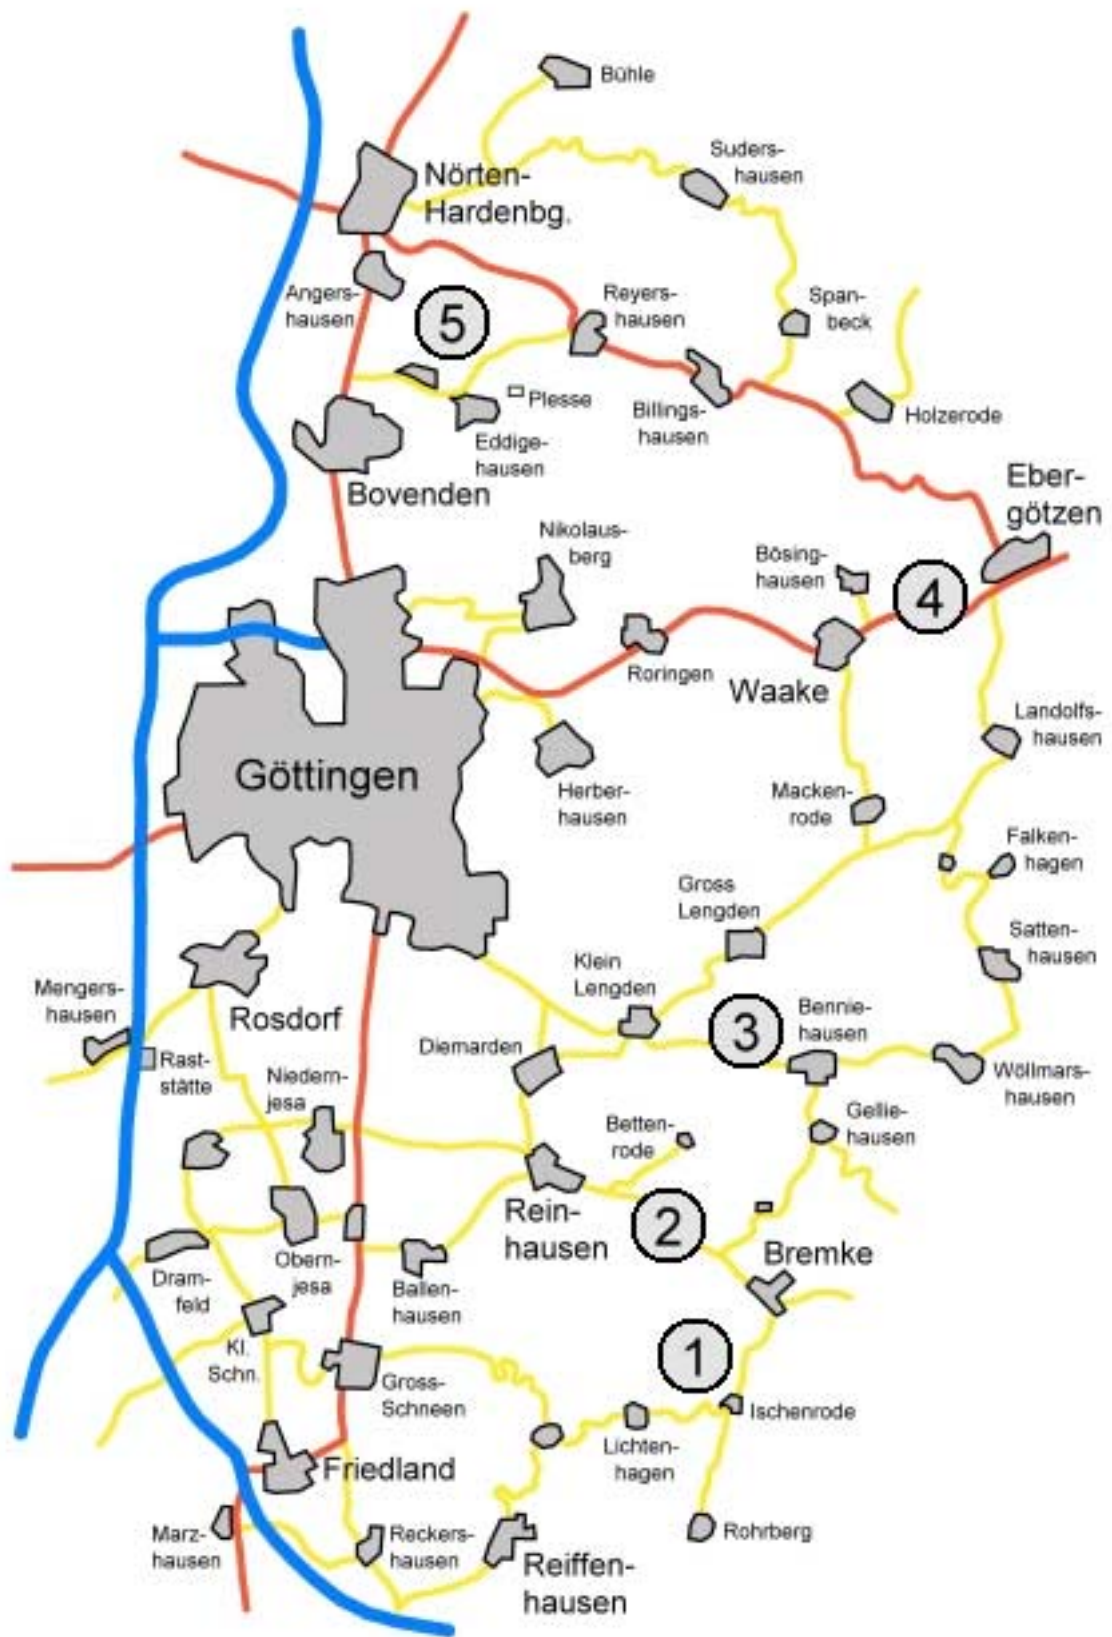 Bühle
Suders-
hausen
Nörten-
Hardenbg.
Angers-
hausen
5
Reyers-
hausen
Span-
beck
Plesse
Billings-
hausen
Holzerode
Eddige-
hausen
Bovenden
Eber-
götzen
Nikolaus-
berg
Bösing-
hausen
4
Roringen
Waake
Landolfs-
hausen
Göttingen
Herber-
hausen
Macken-
rode
Falken-
hagen
Gross
Lengden
Satten-
hausen
Klein
Lengden
Mengers-
hausen
Rosdorf
3
Bennie-
hausen
Diemarden
Rast-
stätte
Niedern-
jesa
Wöllmars-
hausen
Betten-
rode
Gellie-
hausen
Rein-
hausen
2
Bremke
Dram-
feld
Obern-
jesa
Ballen-
hausen
Kl.
Schn.
1
Gross-
Schneen
Ischenrode
Friedland
Lichten-
hagen
Marz-
hausen
Reckers-
hausen
Rohrberg
Reiffen-
hausen